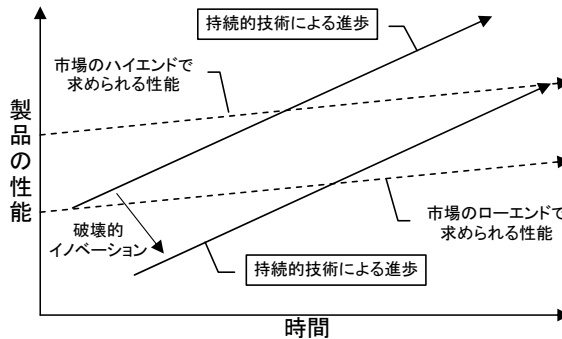 持続的技術による進歩
市場のハイエンドで
求められる性能
製品の性能
破壊的
イノベーション
市場のローエンドで
求められる性能
持続的技術による進歩
時間